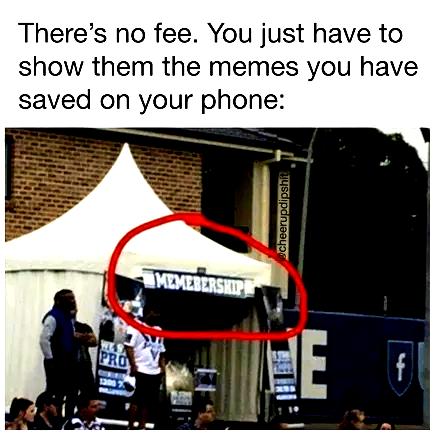 There's no fee. You just have to
show them the memes you have
saved on your phone:
@cheerupdipshit
MEMEBERSHIP
PRO
E
f